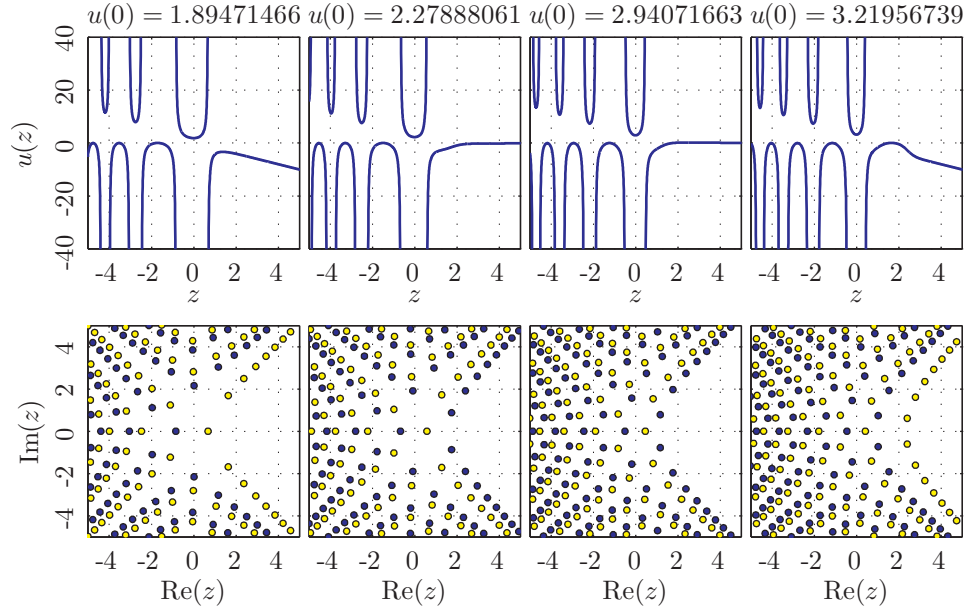 u(0) = 1.89471466 u(0) = 2.27888061 u(0) = 2.94071663 u(0) = 3.21956739
u(z)
40
20
0
-20
-40
-4 -2 0 2 4 -4 -2 0 2 4 -4 -2 0 2 4 -4 -2 0 2 4
z z z z
Im(z)
4
2
0
-2
-4
-4 -2 0 2 4 -4 -2 0 2 4 -4 -2 0 2 4 -4 -2 0 2 4
Re(z) Re(z) Re(z) Re(z)